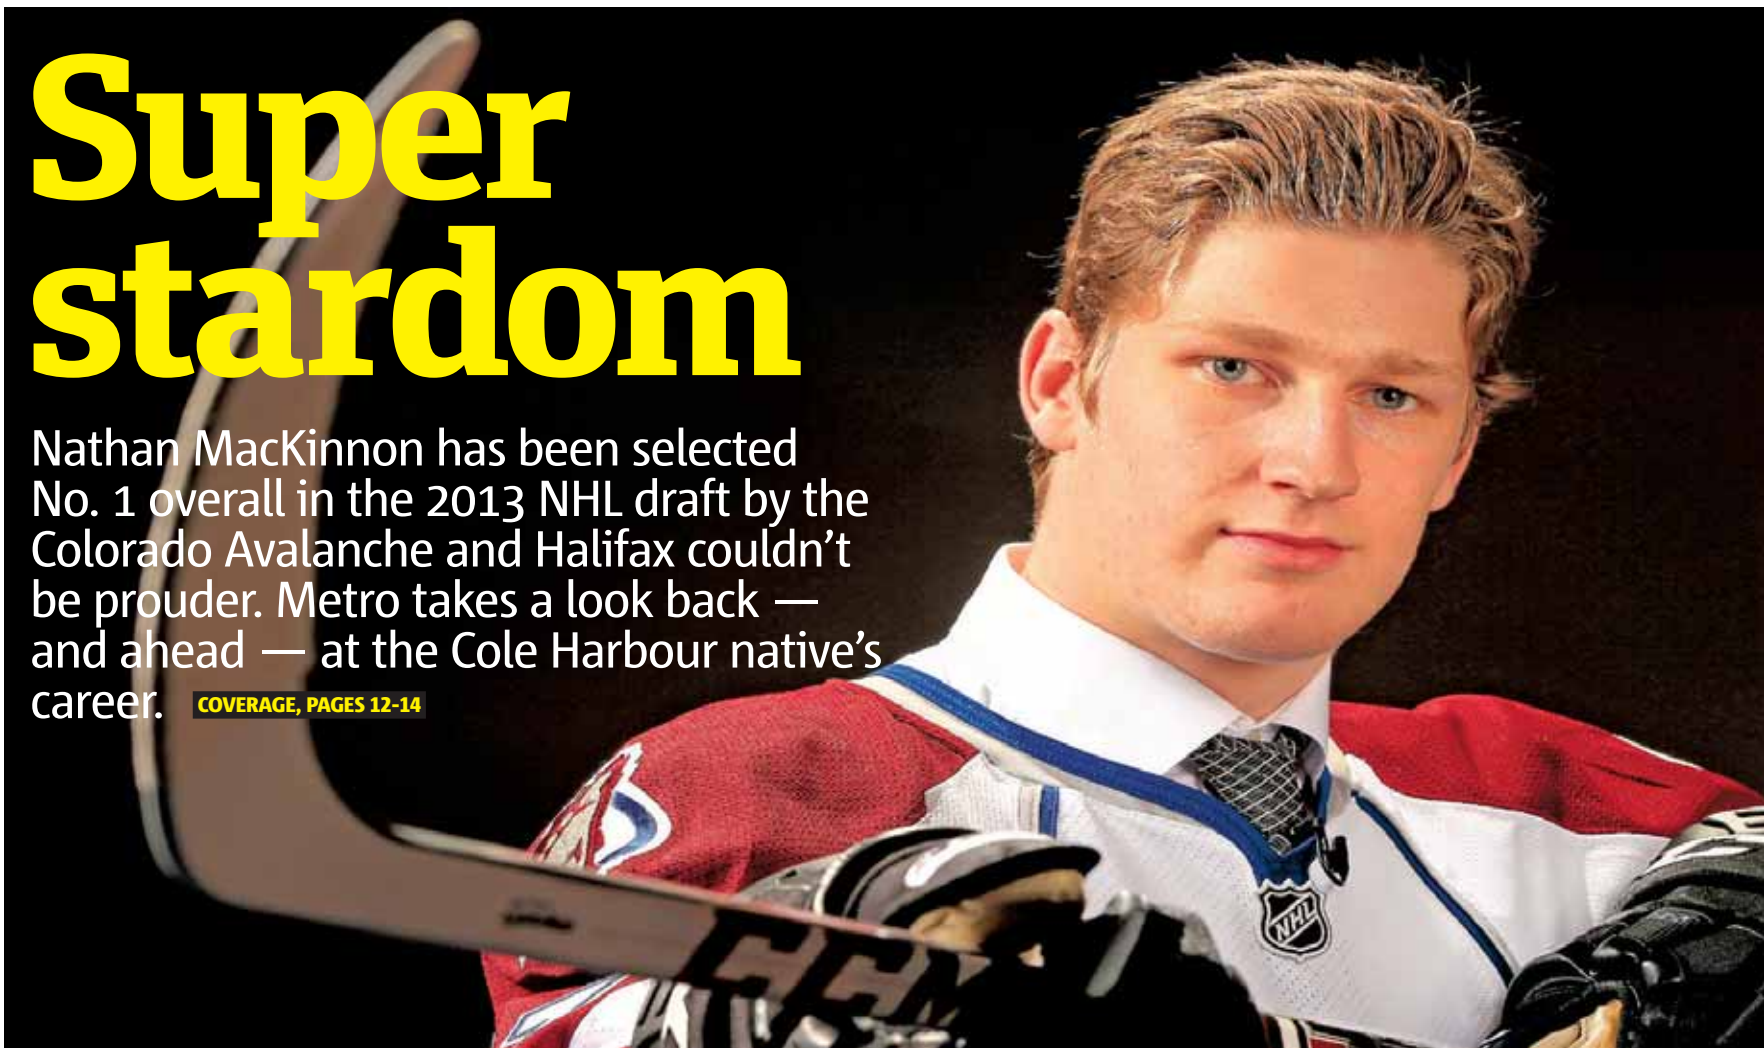 Super
stardom
Nathan MacKinnon has been selected
No. 1 overall in the 2013 NHL draft by the
Colorado Avalanche and Halifax couldn’t
be prouder. Metro takes a look back —
and ahead — at the Cole Harbour native’s
career. COVERAGE, PAGES 12-14
NHL
CCM